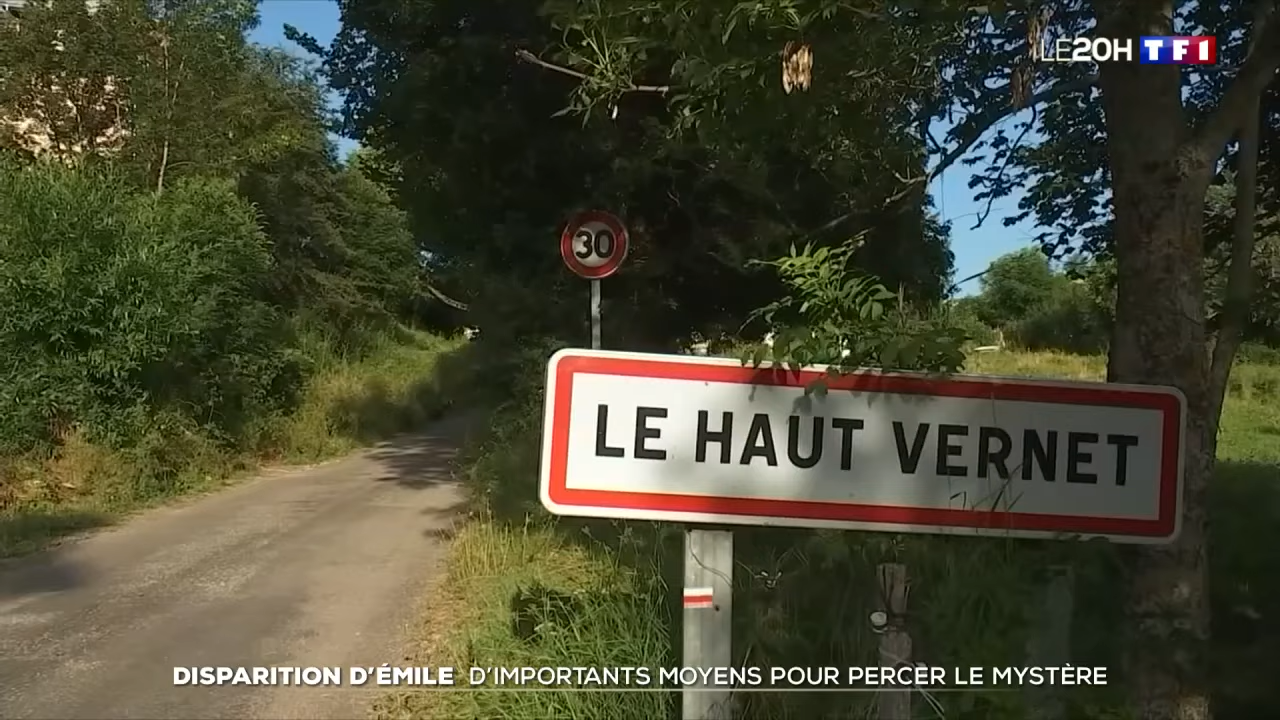 LE20H TF1
30
LE HAUT VERNET
DISPARITION D'ÉMILE D'IMPORTANTS MOYENS POUR PERCER LE MYSTÈRE